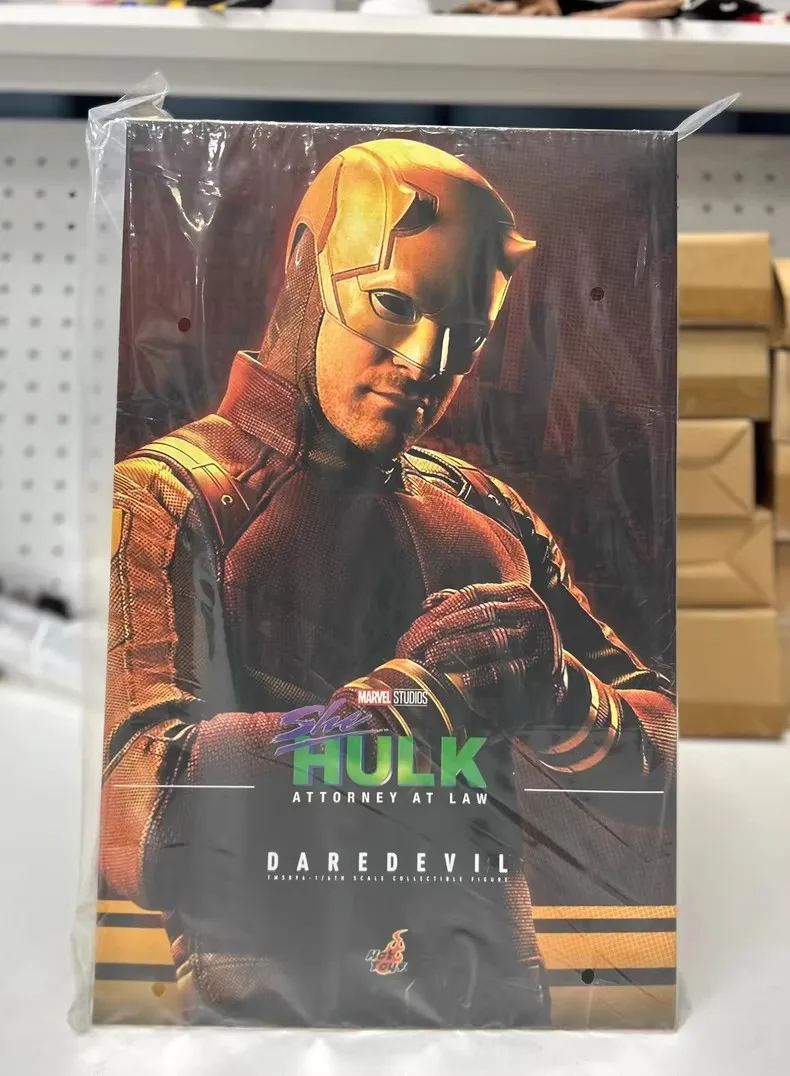 MARVEL STUDIOS
She
HULK
ATTORNEY AT LAW
DAREDEVIL
TMS096-1/6TH SCALE COLLECTIBLE FIGURE
HOT
TOYS